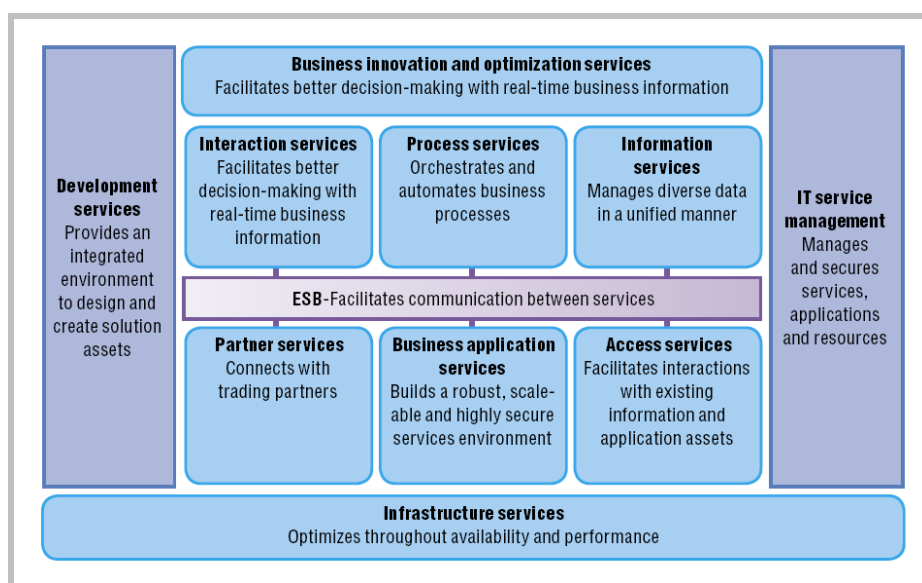 Business innovation and optimization services
Facilitates better decision-making with real-time business information
Development
services
Provides an
integrated
environment
to design and
create solution
assets
Interaction services
Facilitates better
decision-making with
real-time business
information
Process services
Orchestrates and
automates business
processes
Information
services
Manages diverse data
in a unified manner
IT service
management
Manages
and secures
services,
applications
and resources
ESB-Facilitates communication between services
Partner services
Connects with
trading partners
Business application
services
Builds a robust, scale-
able and highly secure
services environment
Access services
Facilitates interactions
with existing
information and
application assets
Infrastructure services
Optimizes throughout availability and performance